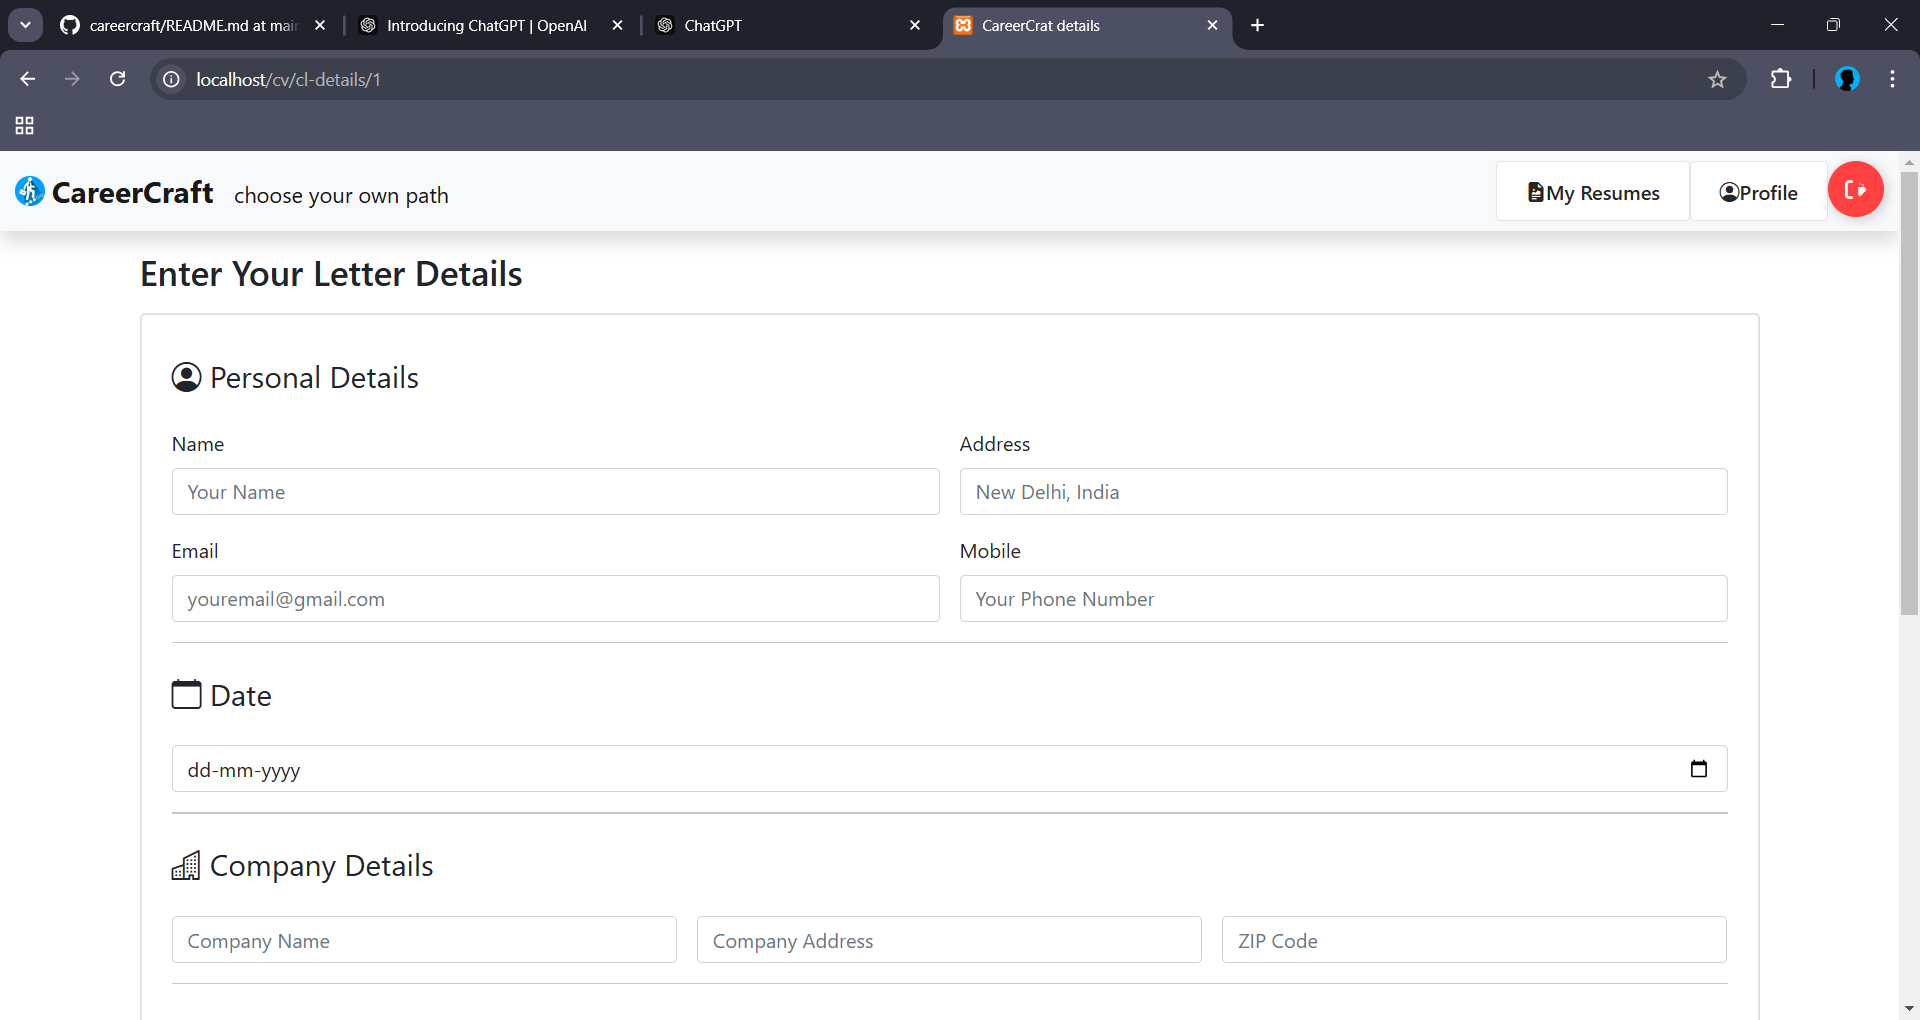 careercraft/README.md at mai
Introducing ChatGPT | OpenAI
ChatGPT
CareerCrat details
localhost/cv/cl-details/1
CareerCraft choose your own path
My Resumes
Profile
Enter Your Letter Details
Personal Details
Name
Address
Your Name
New Delhi, India
Email
Mobile
youremail@gmail.com
Your Phone Number
Date
dd-mm-yyyy
Company Details
Company Name
Company Address
ZIP Code